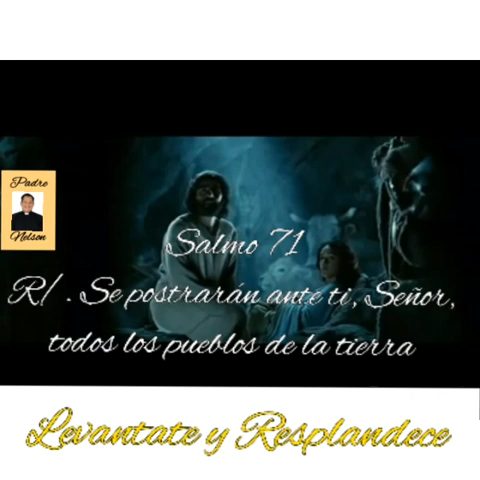 Padre
Nelson
Salmo 71
R/ . Se postrarán ante ti, Señor,
todos los pueblos de la tierra
Levantate y Resplandece